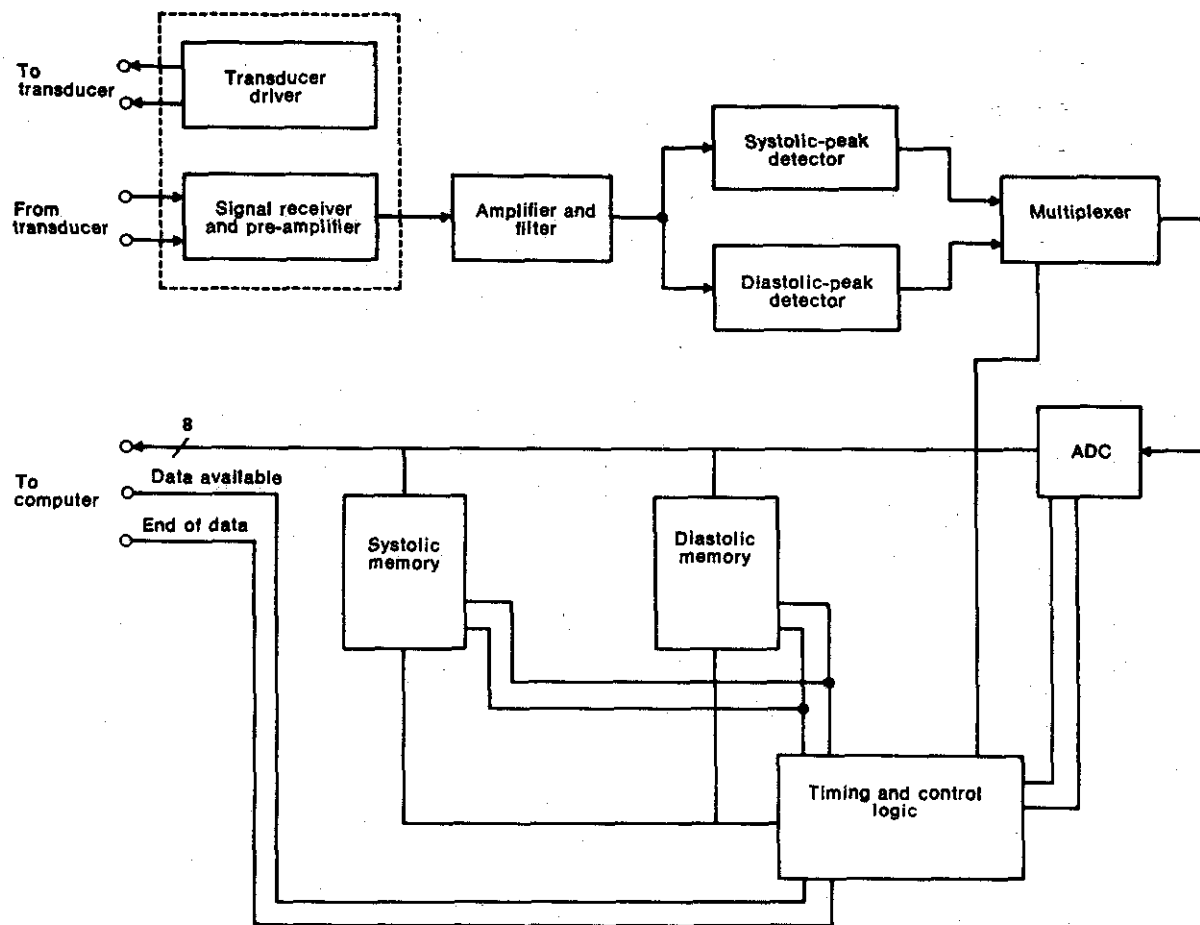 To
transducer
Transducer
driver
From
transducer
Signal receiver
and pre-amplifier
Amplifier and
filter
Systolic-peak
detector
Diastolic-peak
detector
Multiplexer
8
To
computer
Data available
End of data
Systolic
memory
Diastolic
memory
ADC
Timing and control
logic